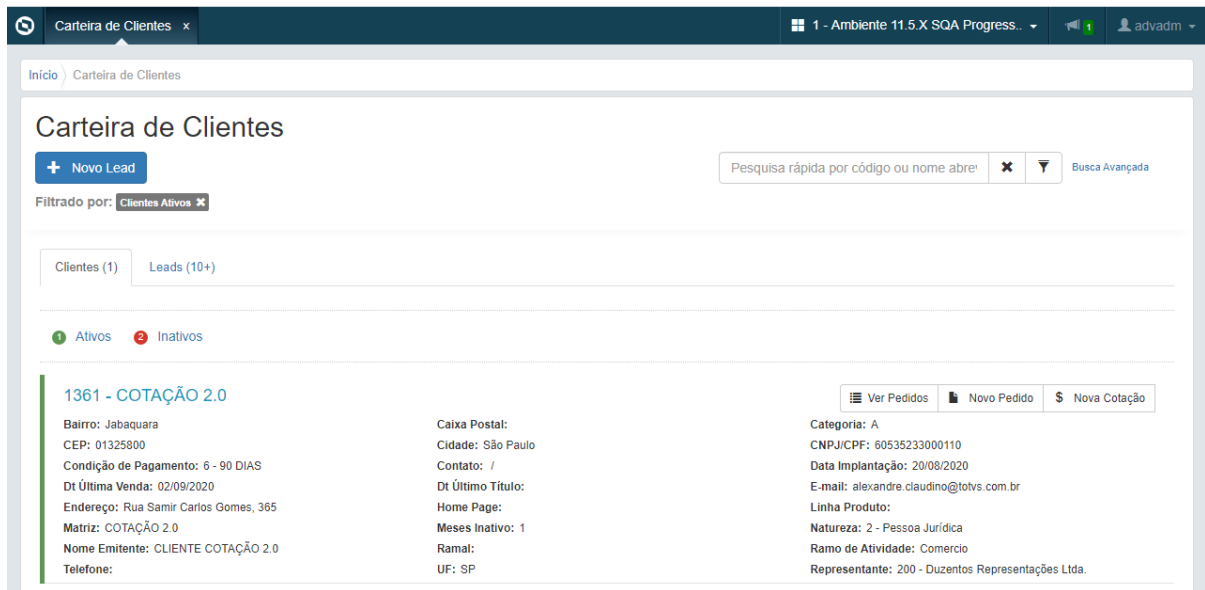 Carteira de Clientes x 1 - Ambiente 11.5.X SQA Progress.. 1 advadm
Início Carteira de Clientes
Carteira de Clientes
+ Novo Lead Pesquisa rápida por código ou nome abrev Busca Avançada
Filtrado por: Clientes Ativos ✖
Clientes (1) Leads (10+)
1 Ativos 2 Inativos
1361 - COTAÇÃO 2.0 Ver Pedidos Novo Pedido $ Nova Cotação
Bairro: Jabaquara Caixa Postal: Categoria: A
CEP: 01325800 Cidade: São Paulo CNPJ/CPF: 60535233000110
Condição de Pagamento: 6 - 90 DIAS Contato: / Data Implantação: 20/08/2020
Dt Última Venda: 02/09/2020 Dt Último Título: E-mail: alexandre.claudino@totvs.com.br
Endereço: Rua Samir Carlos Gomes, 365 Home Page: Linha Produto:
Matriz: COTAÇÃO 2.0 Meses Inativo: 1 Natureza: 2 - Pessoa Jurídica
Nome Emitente: CLIENTE COTAÇÃO 2.0 Ramal: Ramo de Atividade: Comercio
Telefone: UF: SP Representante: 200 - Duzentos Representações Ltda.